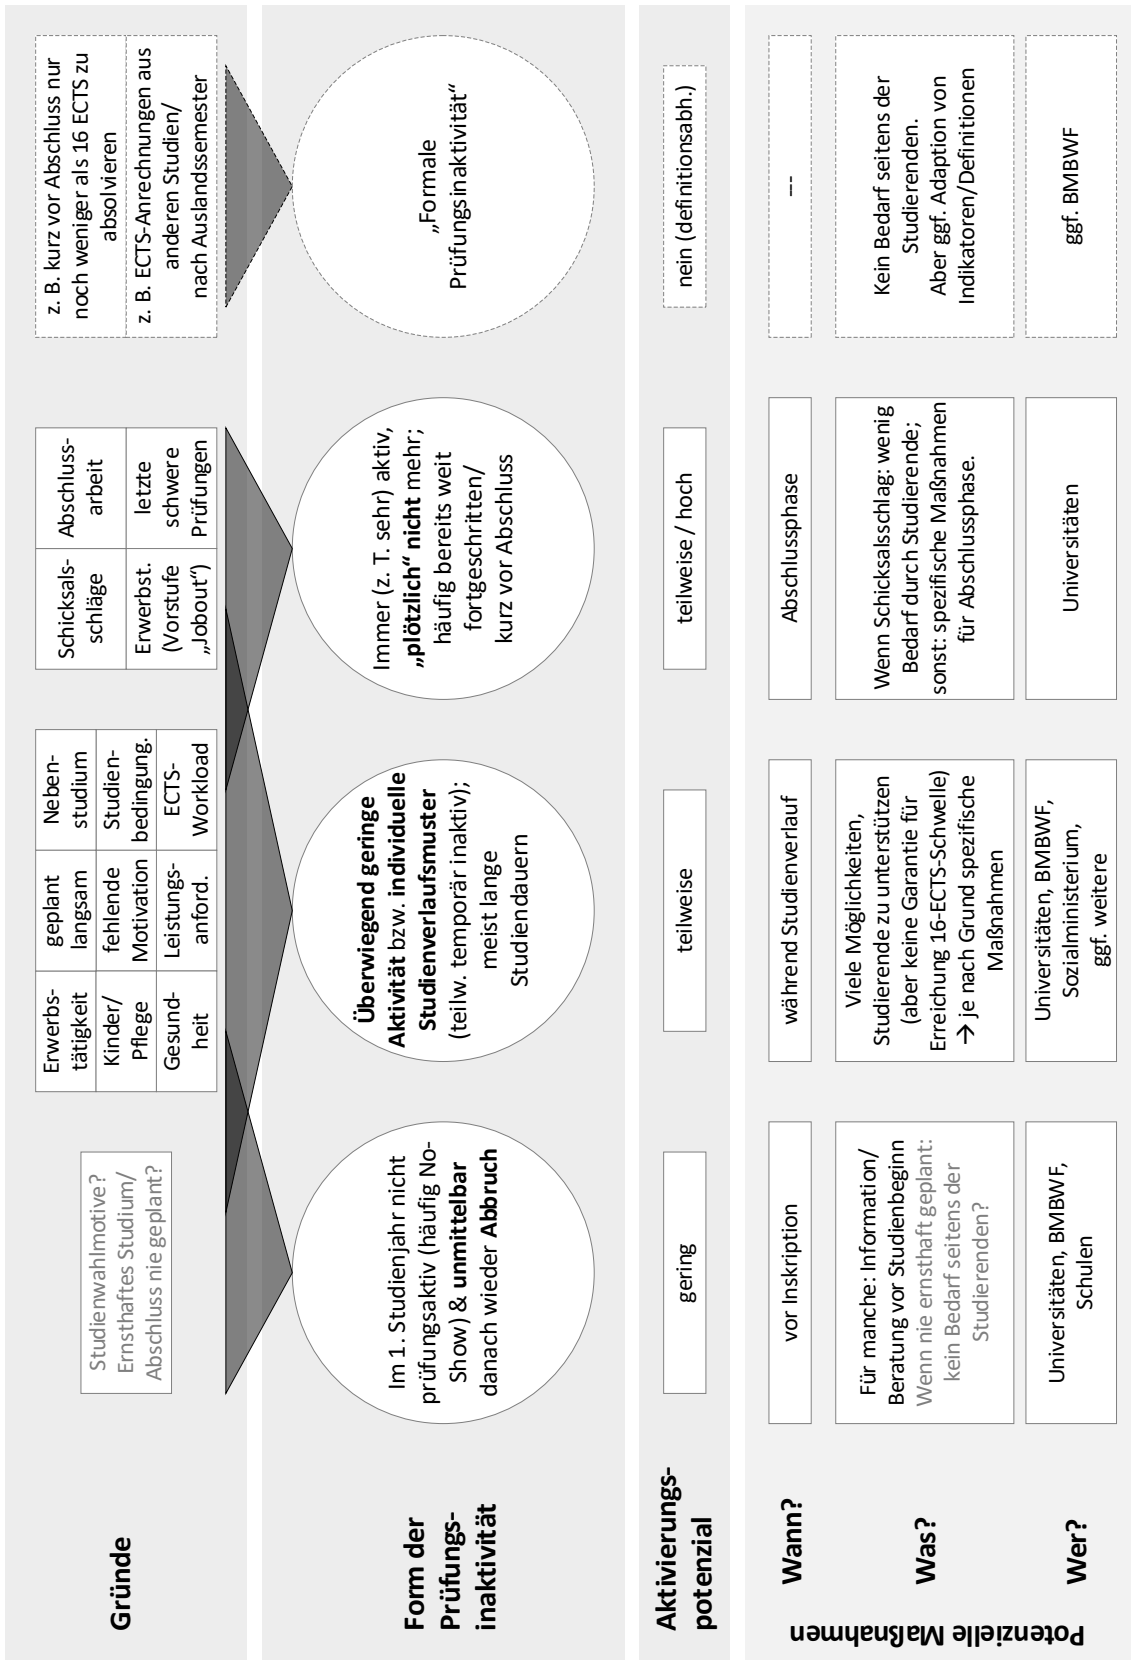 Gründe
Studienwahlmotive?
Ernsthaftes Studium/
Abschluss nie geplant?
Erwerbs-
tätigkeit
geplant
langsam
Neben-
studium
Kinder/
Pflege
fehlende
Motivation
Studien-
bedingung.
Gesund-
heit
Leistungs-
anford.
ECTS-
Workload
Schicksals-
schläge
Abschluss-
arbeit
Erwerbst.
(Vorstufe
„Jobout“)
letzte
schwere
Prüfungen
z. B. kurz vor Abschluss nur
noch weniger als 16 ECTS zu
absolvieren
z. B. ECTS-Anrechnungen aus
anderen Studien/
nach Auslandssemester
Form der
Prüfungs-
inaktivität
Im 1. Studienjahr nicht
prüfungsaktiv (häufig No-
Show) & unmittelbar
danach wieder Abbruch
Überwiegend geringe
Aktivität bzw. individuelle
Studienverlaufsmuster
(teilw. temporär inaktiv);
meist lange
Studiendauern
Immer (z. T. sehr) aktiv,
„plötzlich“ nicht mehr;
häufig bereits weit
fortgeschritten/
kurz vor Abschluss
„Formale
Prüfungsinaktivität“
Aktivierungs-
potenzial
gering
teilweise
teilweise / hoch
nein (definitionsabh.)
Potenzielle Maßnahmen
Wann?
vor Inskription
während Studienverlauf
Abschlussphase
---
Was?
Für manche: Information/
Beratung vor Studienbeginn
Wenn nie ernsthaft geplant:
kein Bedarf seitens der
Studierenden?
Viele Möglichkeiten,
Studierende zu unterstützen
(aber keine Garantie für
Erreichung 16-ECTS-Schwelle)
→ je nach Grund spezifische
Maßnahmen
Wenn Schicksalsschlag: wenig
Bedarf durch Studierende;
sonst: spezifische Maßnahmen
für Abschlussphase.
Kein Bedarf seitens der
Studierenden.
Aber ggf. Adaption von
Indikatoren/Definitionen
Wer?
Universitäten, BMBWF,
Schulen
Universitäten, BMBWF,
Sozialministerium,
ggf. weitere
Universitäten
ggf. BMBWF